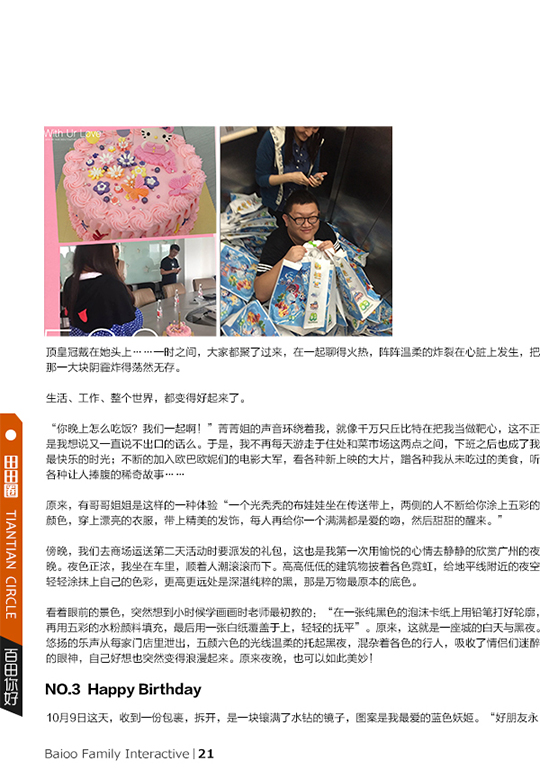 With Ur Love
顶皇冠戴在她头上……一时之间，大家都聚了过来，在一起聊得火热，阵阵温柔的炸裂在心脏上发生，把
那一大块阴霾炸得荡然无存。
生活、工作、整个世界，都变得好起来了。
“你晚上怎么吃饭？我们一起啊！”菁菁姐的声音环绕着我，就像千万只丘比特在把我当做靶心，这不正
是我想说又一直说不出口的话么。于是，我不再每天游走于住处和菜市场这两点之间，下班之后也成了我
最快乐的时光；不断的加入欧巴欧妮们的电影大军，看各种新上映的大片，蹭各种我从未吃过的美食，听
各种让人捧腹的稀奇故事……
原来，有哥哥姐姐是这样的一种体验“一个光秃秃的布娃娃坐在传送带上，两侧的人不断给你涂上五彩的
颜色，穿上漂亮的衣服，带上精美的发饰，每人再给你一个满满都是爱的吻，然后甜甜的醒来。”
傍晚，我们去商场运送第二天活动时要派发的礼包，这也是我第一次用愉悦的心情去静静的欣赏广州的夜
晚。夜色正浓，我坐在车里，顺着人潮滚滚而下。高高低低的建筑物披着各色霓虹，给地平线附近的夜空
轻轻涂抹上自己的色彩，更高更远处是深湛纯粹的黑，那是万物最原本的底色。
看着眼前的景色，突然想到小时候学画画时老师最初教的；“在一张纯黑色的泡沫卡纸上用铅笔打好轮廓，
再用五彩的水粉颜料填充，最后用一张白纸覆盖于上，轻轻的抚平”。原来，这就是一座城的白天与黑夜。
悠扬的乐声从每家门店里泄出，五颜六色的光线温柔的托起黑夜，混杂着各色的行人，吸收了情侣们迷醉
的眼神，自己好想也突然变得浪漫起来。原来夜晚，也可以如此美妙！
NO.3 Happy Birthday
10月9日这天，收到一份包裹，拆开，是一块镶满了水钻的镜子，图案是我最爱的蓝色妖姬。“好朋友永
田田圈
TIANTIAN CIRCLE
百田你好
Baioo Family Interactive | 21